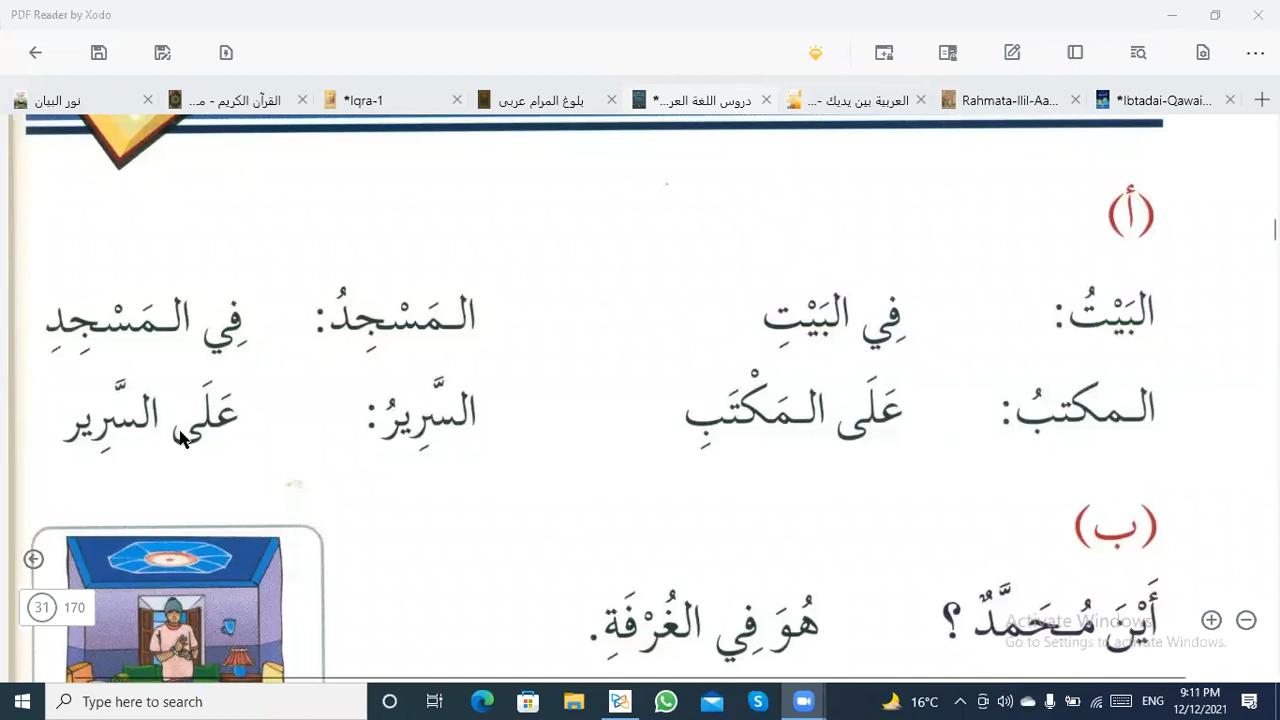 PDF Reader by Xodo
نور البيان
القرآن الكريم - مـ...
*Iqra-1
بلوغ المرام عربى
دروس اللغة العر...*
العربية بين يديك - ...
Rahmata-llil Aa...
*Ibtadai-Qawai...
(أ)
البَيْتُ: فِي البَيْتِ المَسْجِدُ: فِي المَسْجِدِ
المكتبُ: عَلَى المَكْتَبِ السَّرِيرُ: عَلَى السَّرِير
(ب)
أَيْنَ مُحَمَّدٌ ؟ هُوَ فِي الغُرْفَةِ.
31 170
Activate Windows
Go to Settings to activate Windows.
Type here to search
16°C
ENG
9:11 PM
12/12/2021